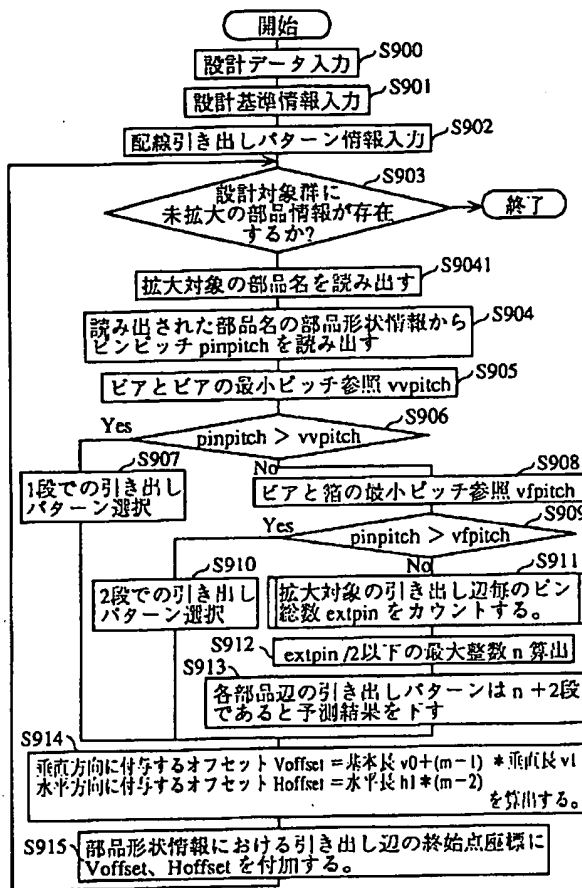 開始
S900
設計データ入力
S901
設計基準情報入力
S902
配線引き出しパターン情報入力
S903
設計対象群に
未拡大の部品情報が存在
するか?
終了
S9041
拡大対象の部品名を読み出す
S904
読み出された部品名の部品形状情報から
ピンピッチ pinpitch を読み出す
S905
ビアとビアの最小ピッチ参照 vvpitch
S906
Yes
pinpitch > vvpitch
S907
No
S908
1段での引き出し
パターン選択
ビアと箔の最小ピッチ参照 vfpitch
S909
Yes
pinpitch > vfpitch
S910
No
S911
2段での引き出し
パターン選択
拡大対象の引き出し辺毎のピン
総数 extpin をカウントする。
S912
extpin /2以下の最大整数 n 算出
S913
各部品辺の引き出しパターンは n + 2段
であると予測結果を下す
S914
垂直方向に付与するオフセット Voffset = 基本長 v0+(m-1) * 垂直長 v1
水平方向に付与するオフセット Hoffset = 水平長 h1*(m-2)
を算出する。
S915
部品形状情報における引き出し辺の終始点座標に
Voffset、Hoffset を付加する。